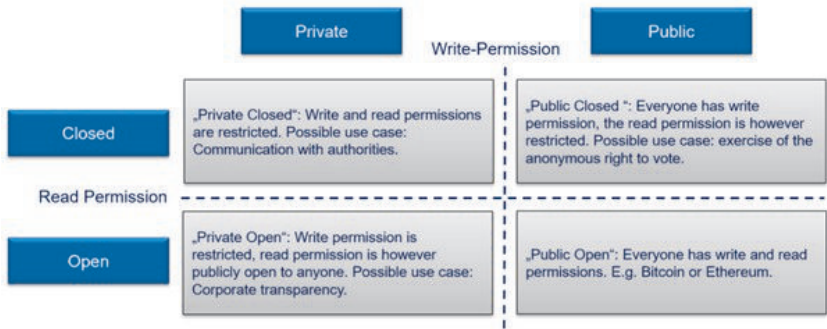 Private
Write-Permission
Public
Closed
„Private Closed“: Write and read permissions
are restricted. Possible use case:
Communication with authorities.
„Public Closed “: Everyone has write
permission, the read permission is however
restricted. Possible use case: exercise of the
anonymous right to vote.
Read Permission
Open
„Private Open“: Write permission is
restricted, read permission is however
publicly open to anyone. Possible use case:
Corporate transparency.
„Public Open“: Everyone has write and read
permissions. E.g. Bitcoin or Ethereum.